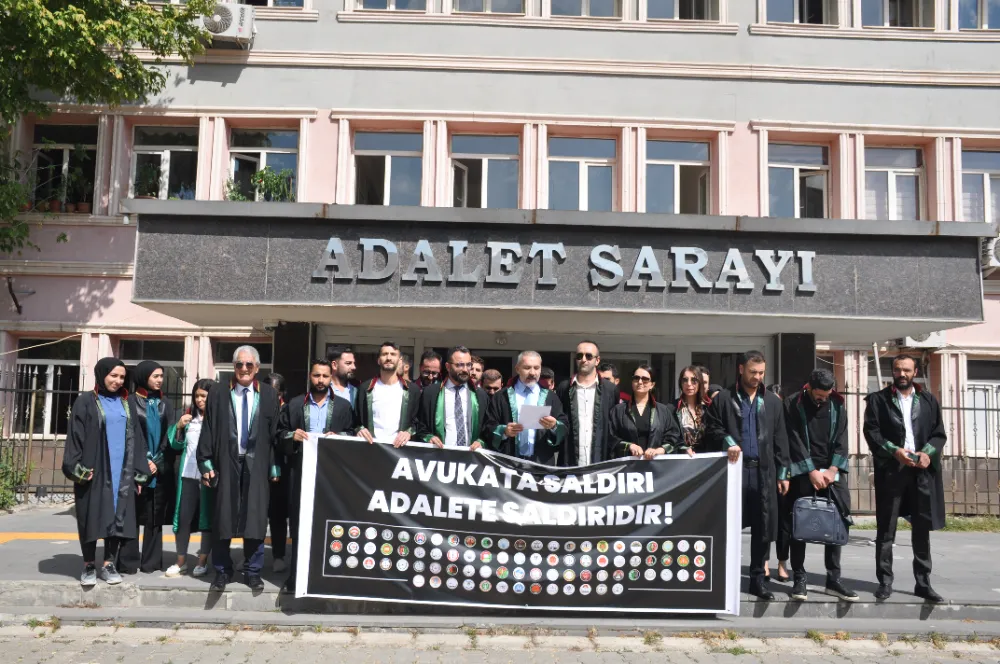 ADALET SARAYI
AVUKATA SALDIRI
ADALETE SALDIRIDIR!